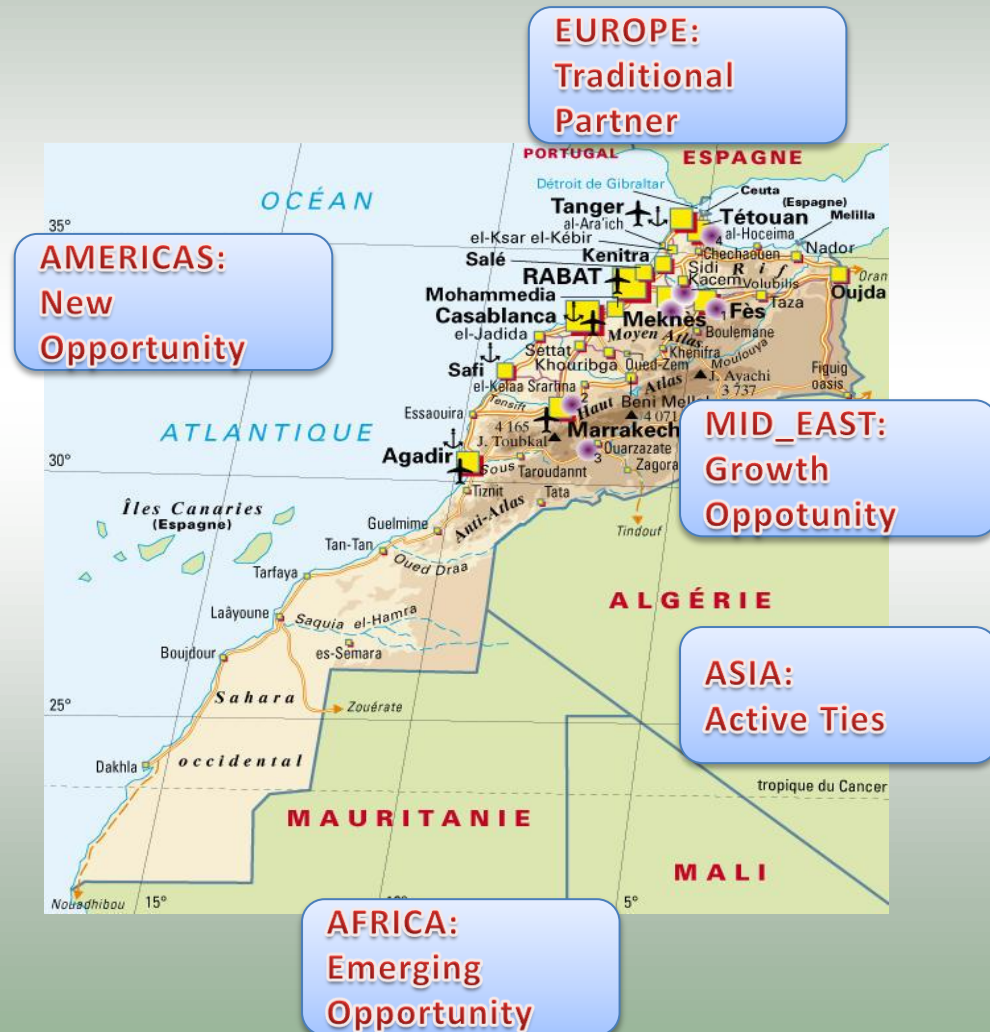 EUROPE:
Traditional
Partner
PORTUGAL
ESPAGNE
Détroit de Gibraltar
Ceuta
(Espagne)
Melilla
OCÉAN
Tanger
Tétouan
al-Ara'ich
4
al-Hoceima
35°
el-Ksar el-Kébir
Chechaouen
Nador
AMERICAS:
New
Opportunity
Salé
Kenitra
Sidi
Kacem
Rif
Oran
RABAT
Volubilis
Oujda
Mohammedia
Taza
Casablanca
Meknès
1
Fès
el-Jadida
Moyen Atlas
Boulemane
Settat
Khenifra
Moulouya
Khouribga
Oued-Zem
Figuig
oasis
Safi
J. Ayachi
3 737
el-Kelaa Srarhna
Atlas
Beni Mellal
Essaouira
Tensift
2
Haut
4 071
ATLANTIQUE
4 165
J. Toubkal
Marrakech
MID_EAST:
Growth
Oppotunity
30°
Agadir
Ouarzazate
3
Sous
Taroudannt
Zagora
Tiznit
Tata
Îles Canaries
(Espagne)
Anti-Atlas
Guelmime
Tindouf
Tan-Tan
Oued Draa
Tarfaya
ALGÉRIE
Laâyoune
Saquia el-Hamra
es-Semara
Boujdour
ASIA:
Active Ties
Sahara
Zouérate
25°
occidental
Dakhla
tropique du Cancer
MAURITANIE
MALI
Nouadhibou
15°
5°
AFRICA:
Emerging
Opportunity